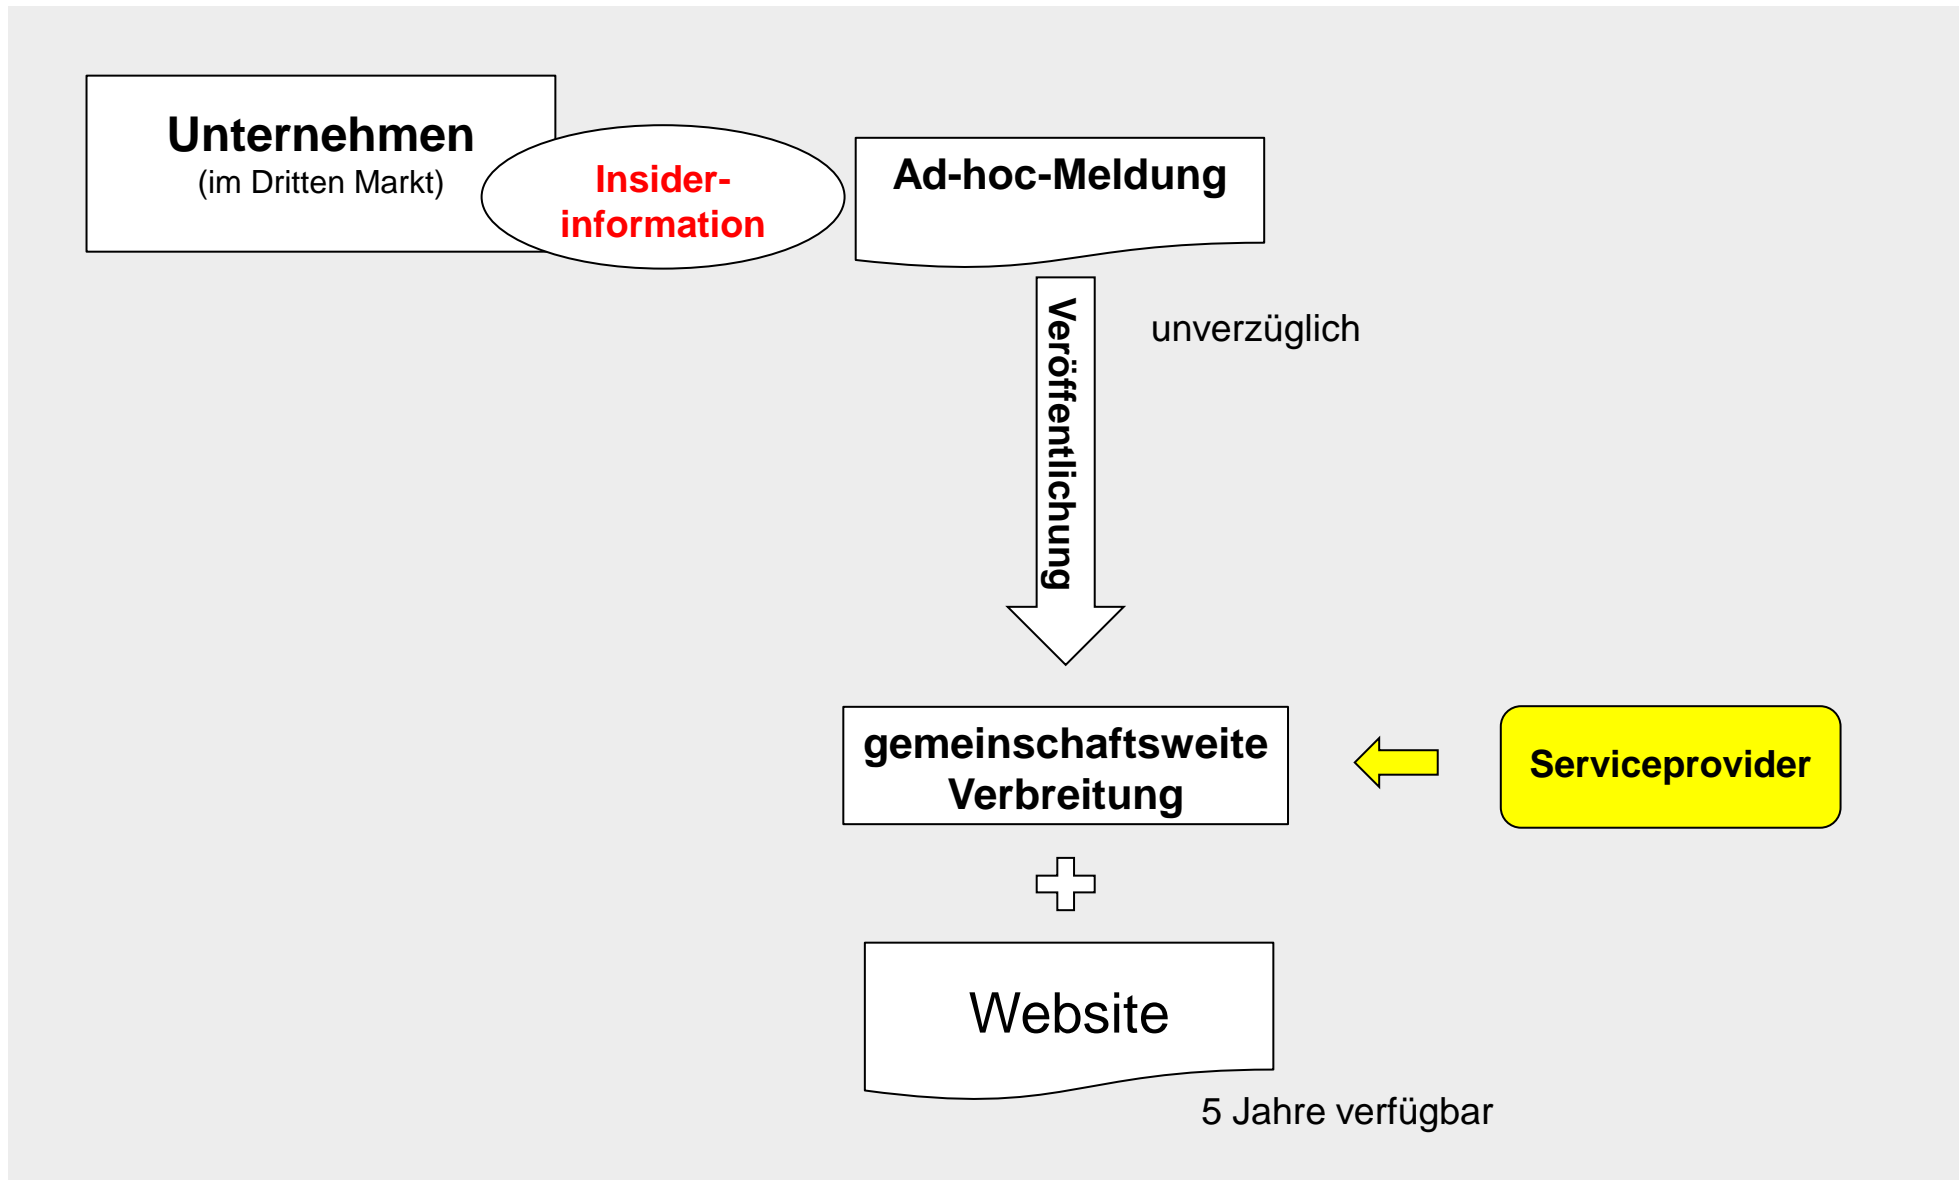 Unternehmen
(im Dritten Markt)
Insider-
information
Ad-hoc-Meldung
Veröffentlichung
unverzüglich
gemeinschaftsweite
Verbreitung
Serviceprovider
Website
5 Jahre verfügbar